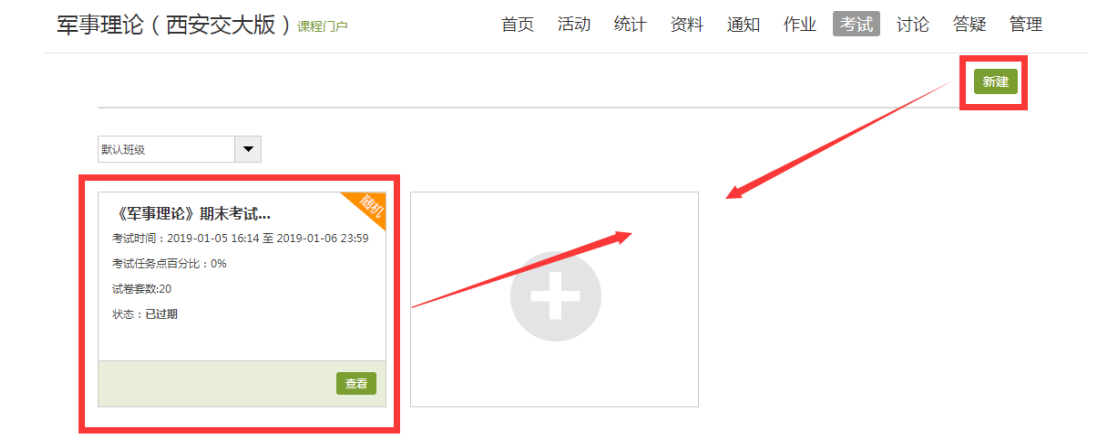 军事理论（西安交大版）课程门户 首页 活动 统计 资料 通知 作业 考试 讨论 答疑 管理
新建
默认班级
《军事理论》期末考试...
随机
考试时间：2019-01-05 16:14 至 2019-01-06 23:59
考试任务点百分比：0%
试卷套数:20
状态：已过期
查看